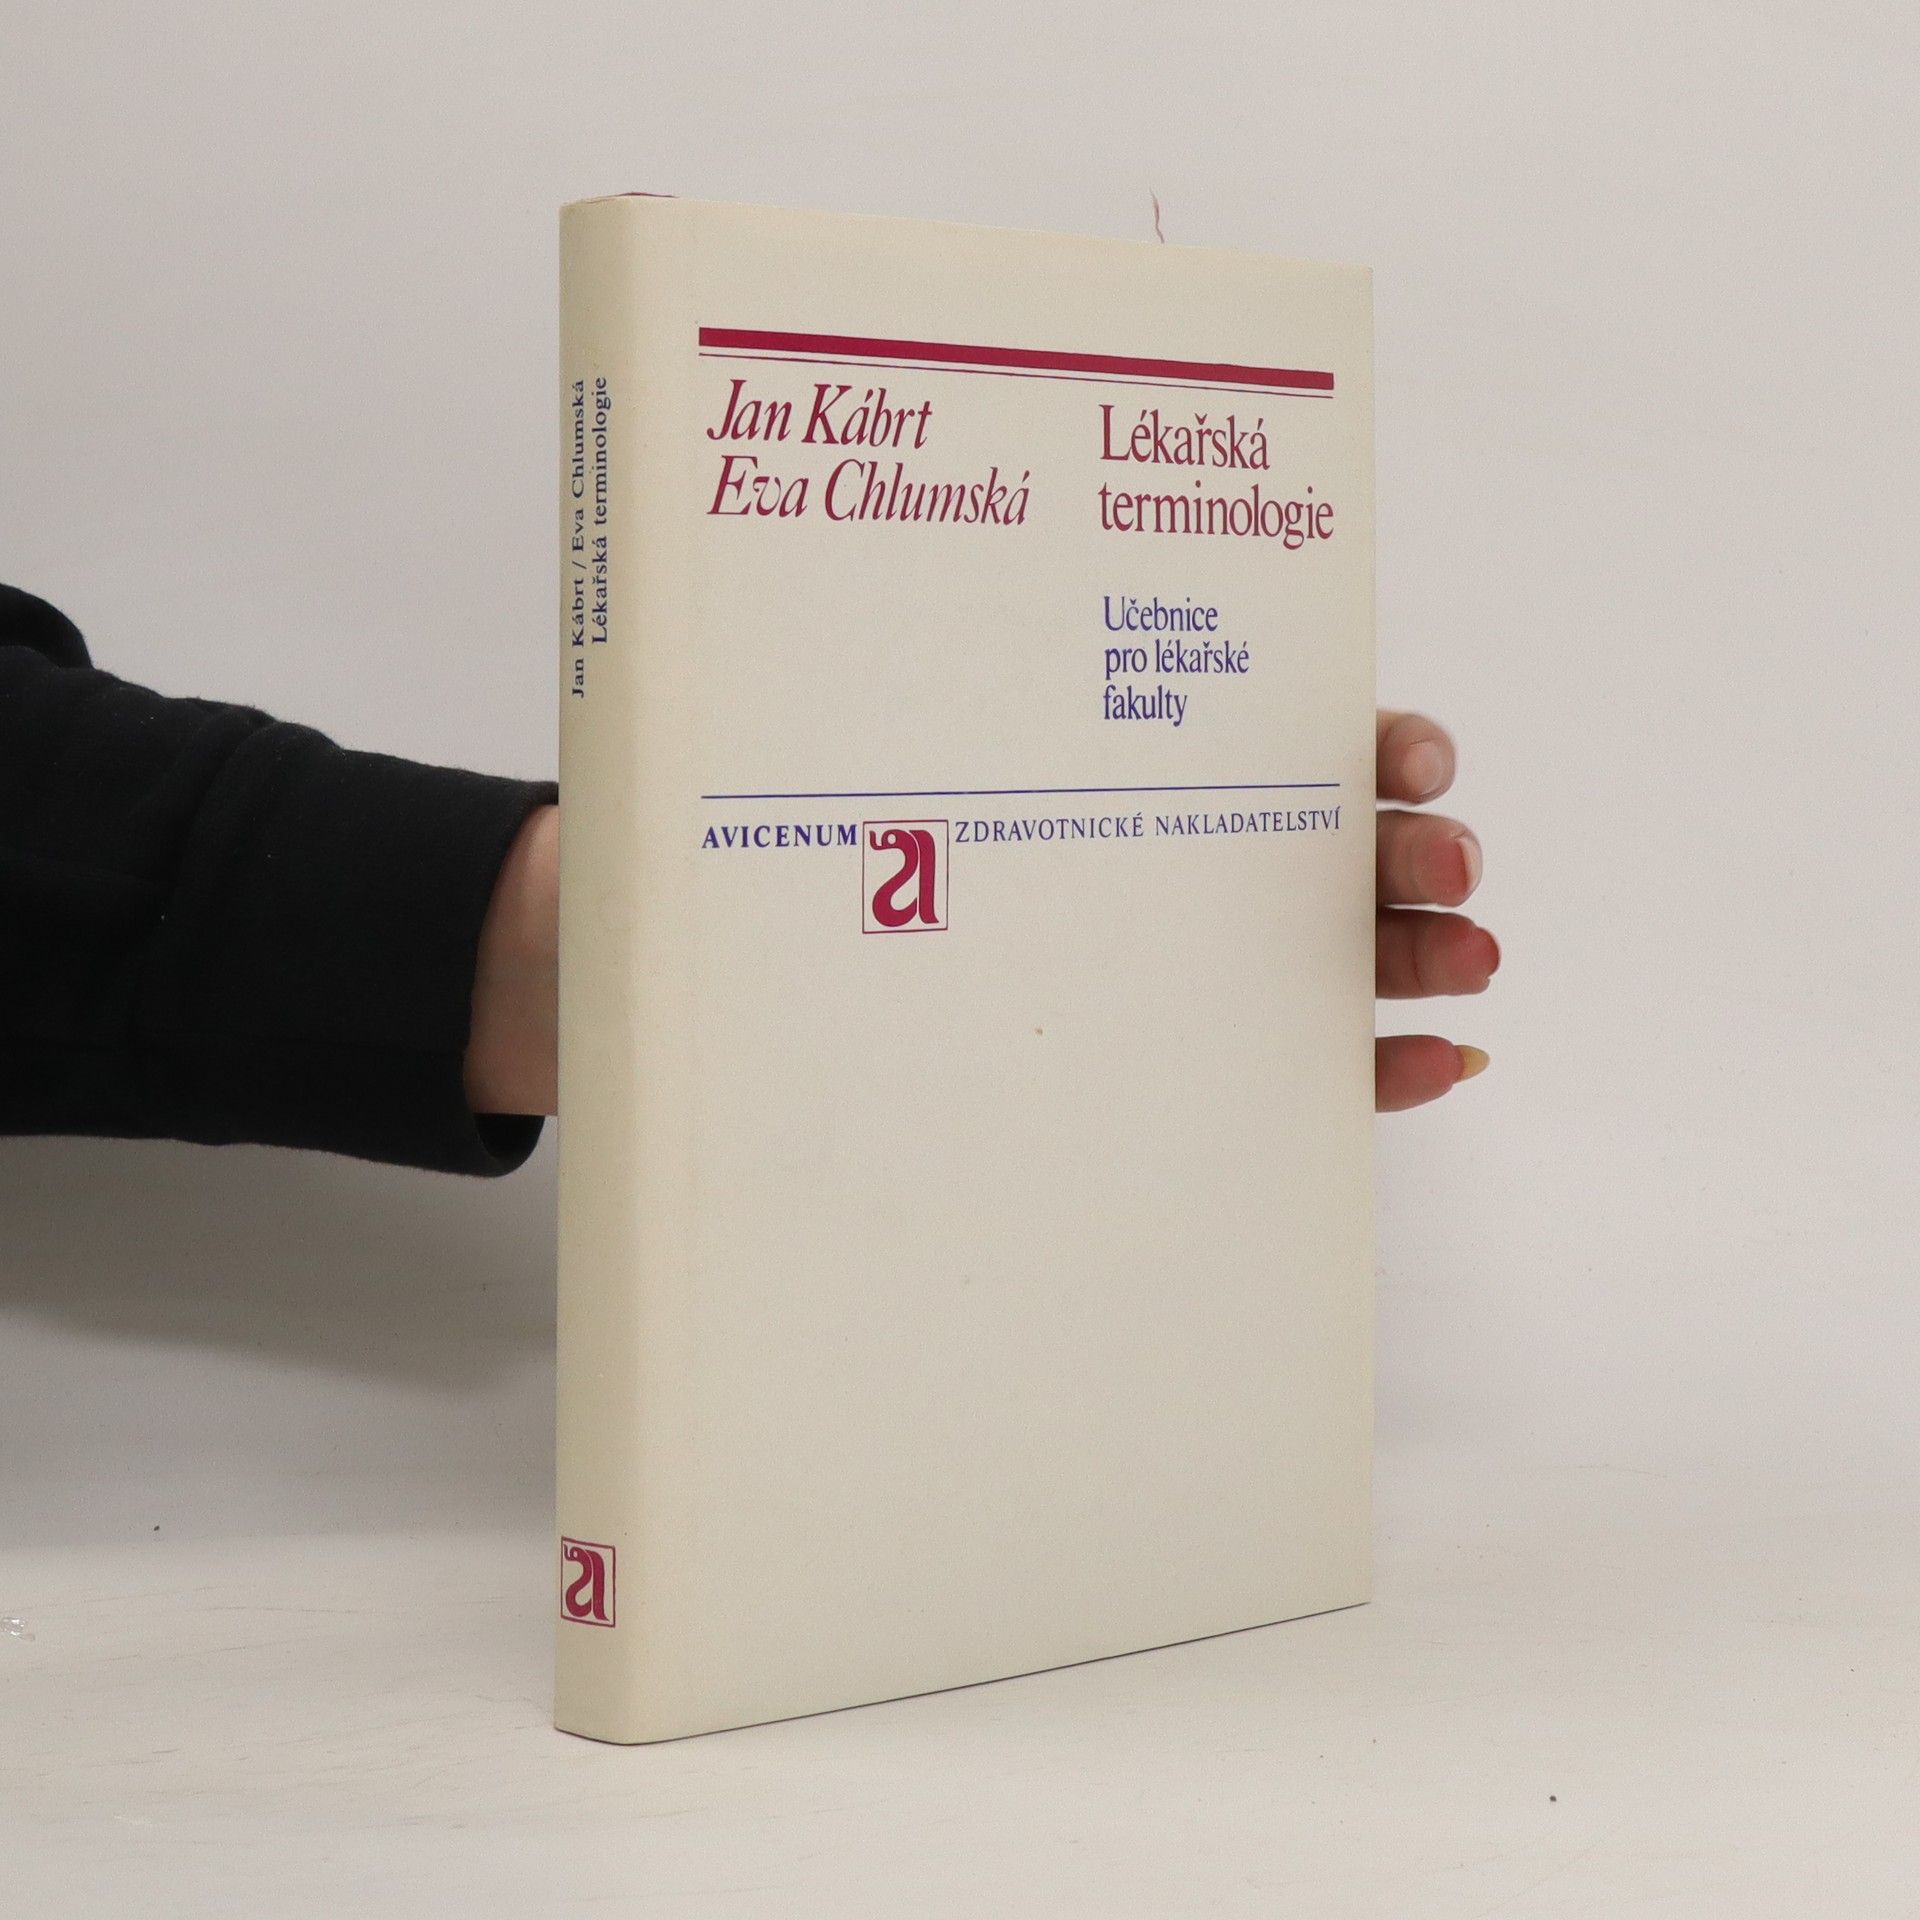 Jan Kábrt / Eva Chlumská
Lékařská terminologie
Jan Kábrt
Eva Chlumská
Lékařská
terminologie
Učebnice
pro lékařské
fakulty
AVICENUM a ZDRAVOTNICKÉ NAKLADATELSTVÍ
a